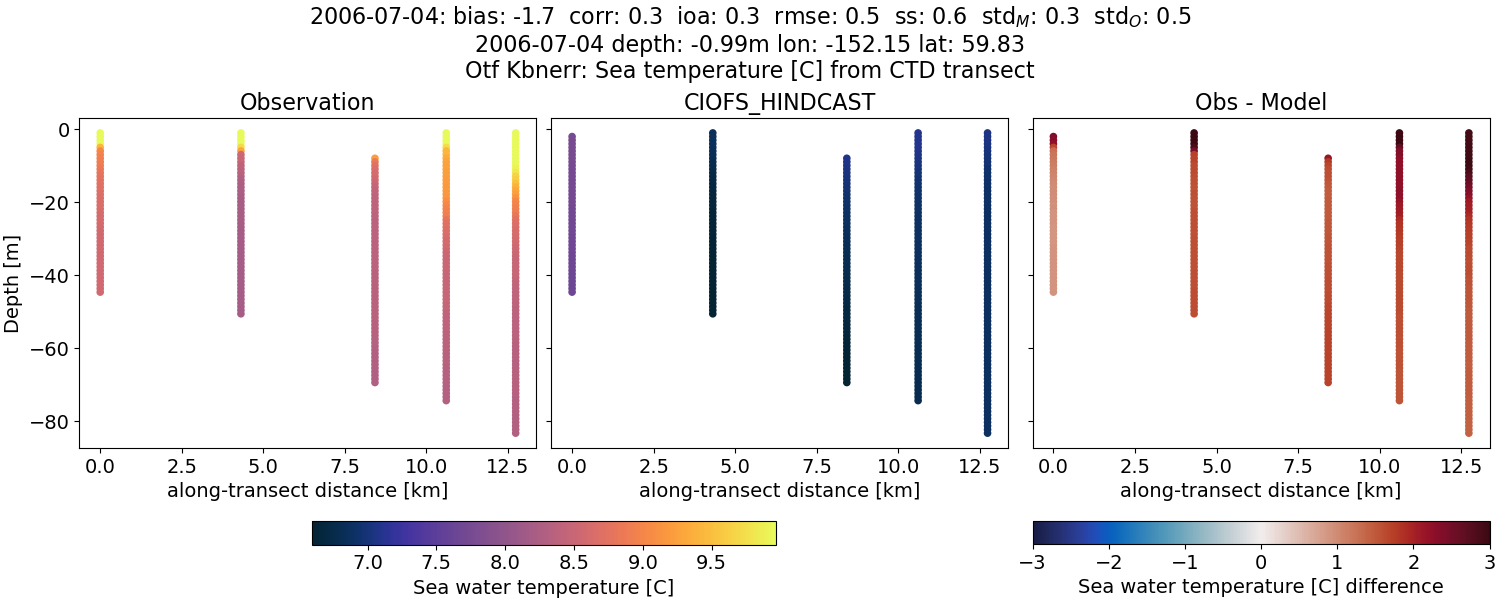 2006-07-04: bias: -1.7 corr: 0.3 ioa: 0.3 rmse: 0.5 ss: 0.6 std_M: 0.3 std_O: 0.5
2006-07-04 depth: -0.99m lon: -152.15 lat: 59.83
Otf Kbnerr: Sea temperature [C] from CTD transect
Observation CIOFS_HINDCAST Obs - Model
Depth [m]
0
−20
−40
−60
−80
0.0 2.5 5.0 7.5 10.0 12.5 0.0 2.5 5.0 7.5 10.0 12.5 0.0 2.5 5.0 7.5 10.0 12.5
along-transect distance [km] along-transect distance [km] along-transect distance [km]
7.0 7.5 8.0 8.5 9.0 9.5 −3 −2 −1 0 1 2 3
Sea water temperature [C] Sea water temperature [C] difference